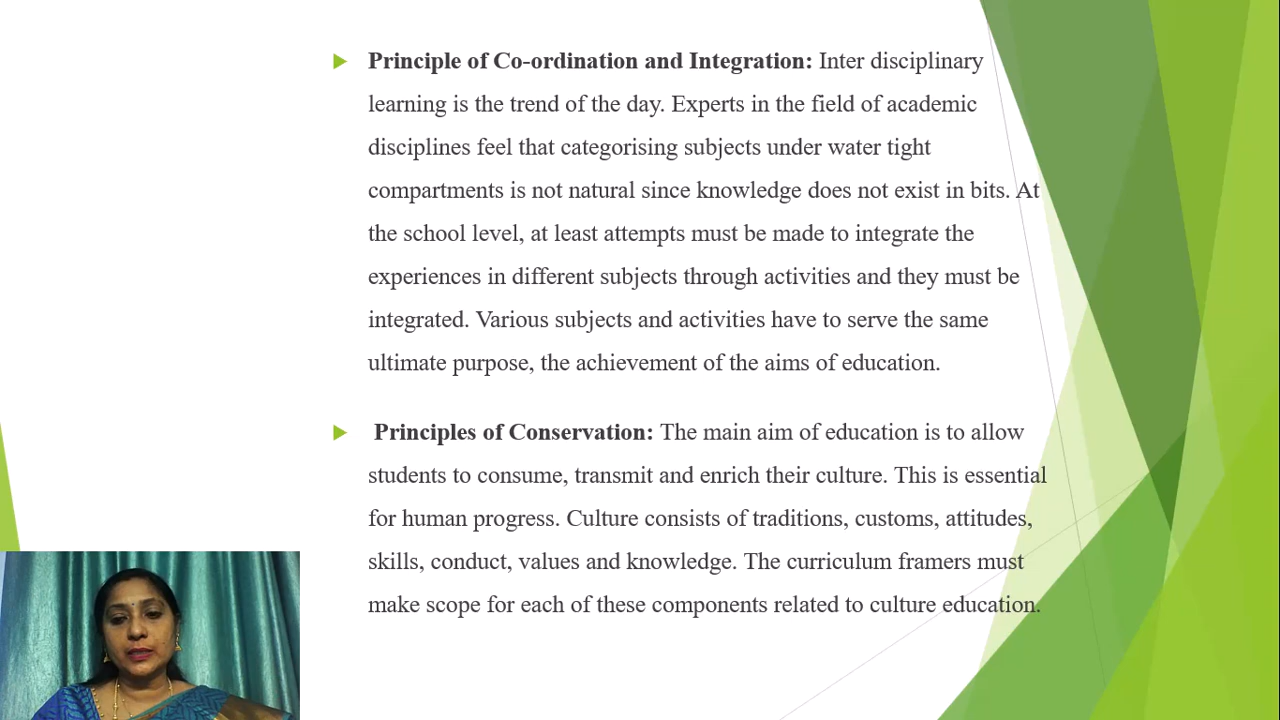 Principle of Co-ordination and Integration: Inter disciplinary
learning is the trend of the day. Experts in the field of academic
disciplines feel that categorising subjects under water tight
compartments is not natural since knowledge does not exist in bits. At
the school level, at least attempts must be made to integrate the
experiences in different subjects through activities and they must be
integrated. Various subjects and activities have to serve the same
ultimate purpose, the achievement of the aims of education.
Principles of Conservation: The main aim of education is to allow
students to consume, transmit and enrich their culture. This is essential
for human progress. Culture consists of traditions, customs, attitudes,
skills, conduct, values and knowledge. The curriculum framers must
make scope for each of these components related to culture education.